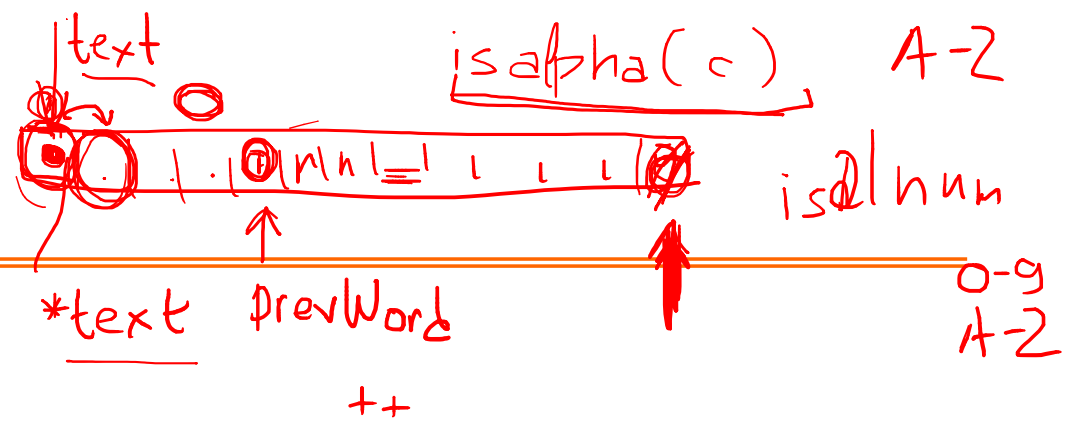 text
isalpha(c)
A-Z
isalnum
0-9
A-Z
*text
prevWord
++